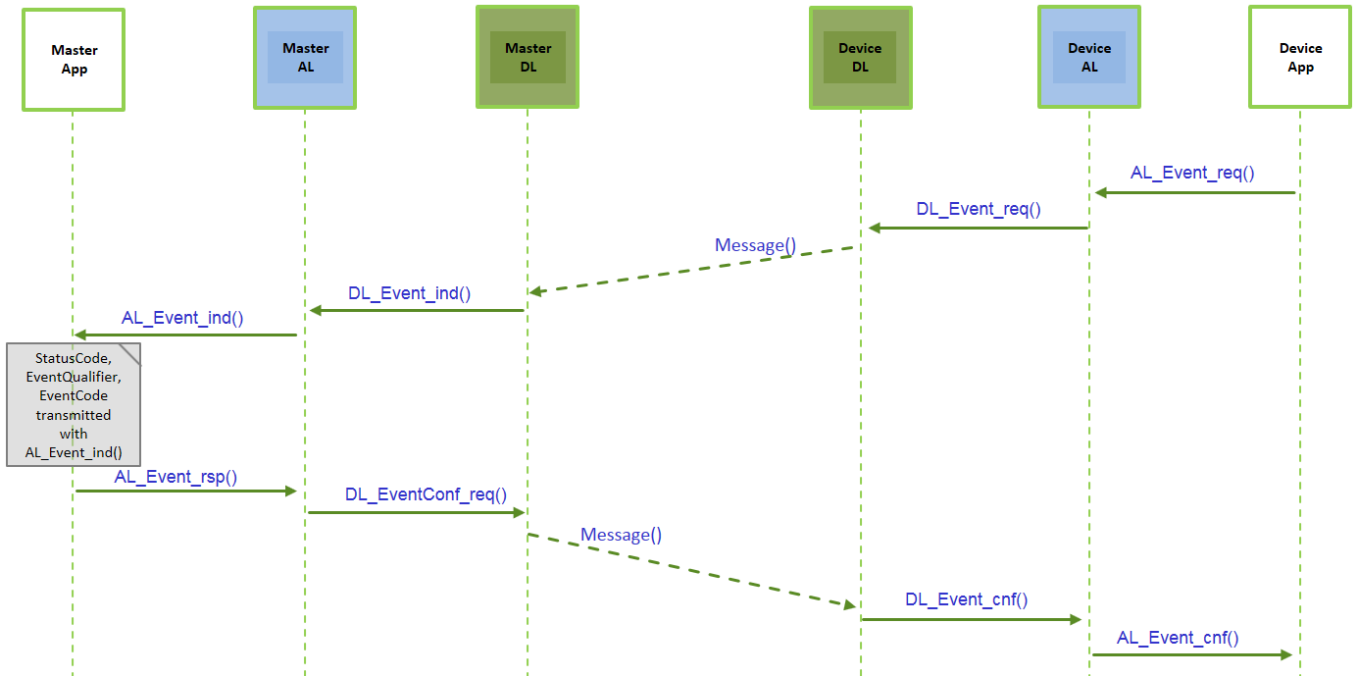 Master
App
Master
AL
Master
DL
Device
DL
Device
AL
Device
App
AL_Event_req()
DL_Event_req()
Message()
DL_Event_ind()
AL_Event_ind()
StatusCode,
EventQualifier,
EventCode
transmitted
with
AL_Event_ind()
AL_Event_rsp()
DL_EventConf_req()
Message()
DL_Event_cnf()
AL_Event_cnf()